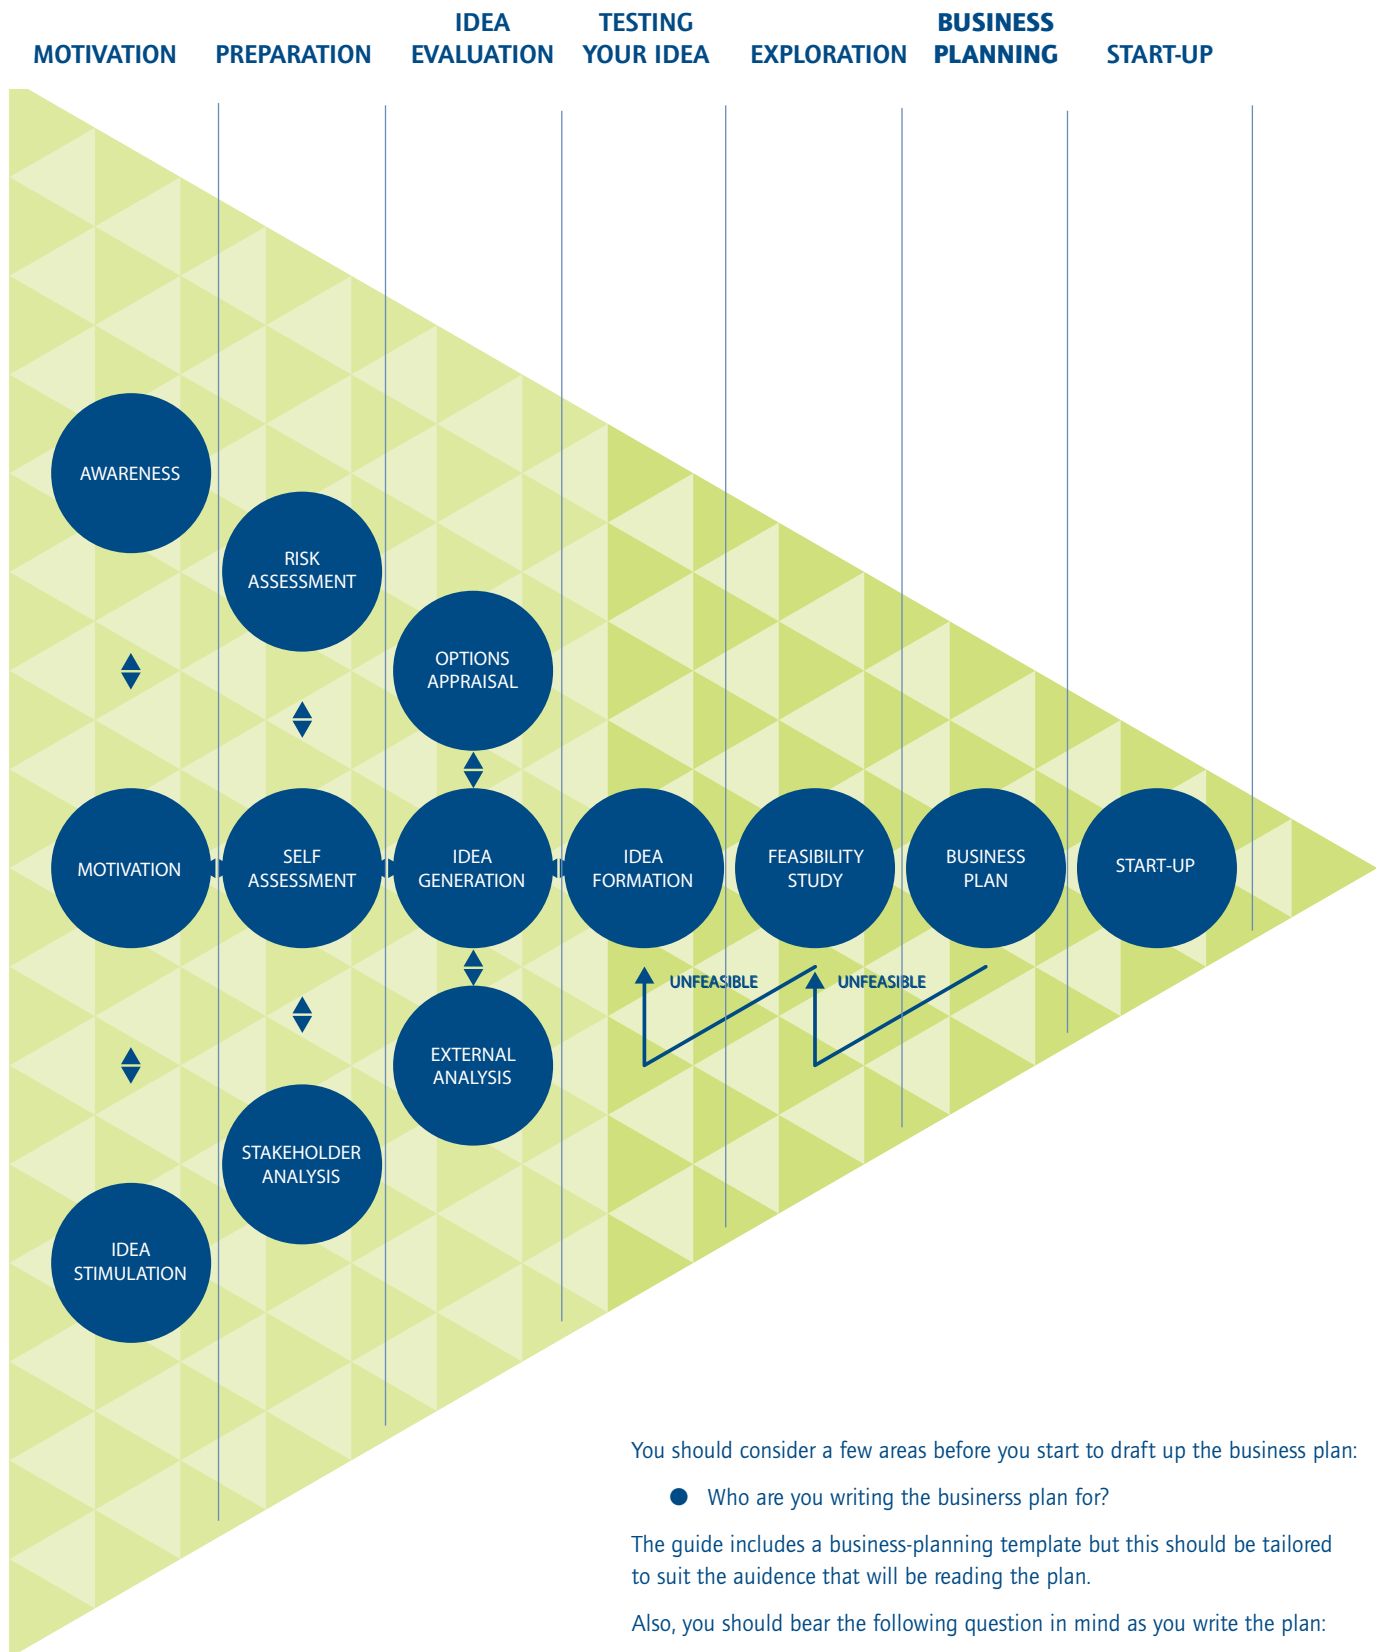 MOTIVATION
PREPARATION
IDEA
EVALUATION
TESTING
YOUR IDEA
EXPLORATION
BUSINESS
PLANNING
START-UP
AWARENESS
RISK
ASSESSMENT
OPTIONS
APPRAISAL
MOTIVATION
SELF
ASSESSMENT
IDEA
GENERATION
IDEA
FORMATION
FEASIBILITY
STUDY
BUSINESS
PLAN
START-UP
UNFEASIBLE
UNFEASIBLE
EXTERNAL
ANALYSIS
STAKEHOLDER
ANALYSIS
IDEA
STIMULATION
You should consider a few areas before you start to draft up the business plan:
● Who are you writing the businerss plan for?
The guide includes a business-planning template but this should be tailored
to suit the auidence that will be reading the plan.
Also, you should bear the following question in mind as you write the plan: